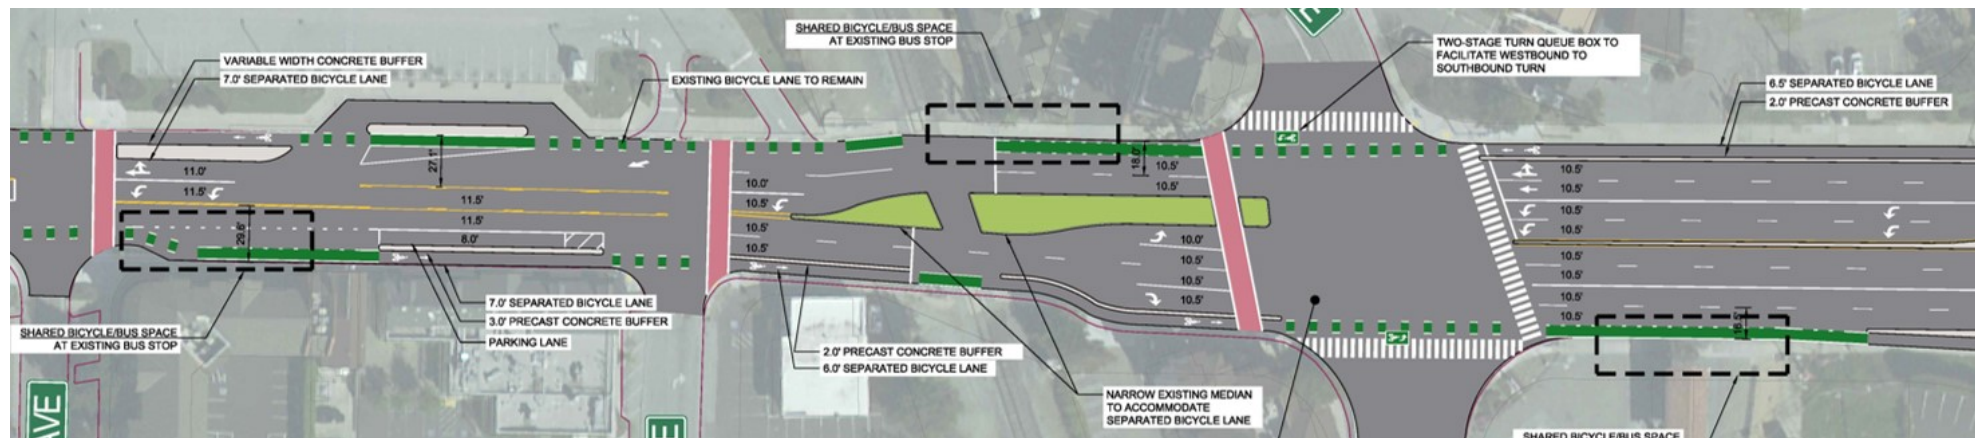 SHARED BICYCLE/BUS SPACE
AT EXISTING BUS STOP
VARIABLE WIDTH CONCRETE BUFFER
7.0' SEPARATED BICYCLE LANE
EXISTING BICYCLE LANE TO REMAIN
TWO-STAGE TURN QUEUE BOX TO
FACILITATE WESTBOUND TO
SOUTHBOUND TURN
6.5' SEPARATED BICYCLE LANE
2.0' PRECAST CONCRETE BUFFER
11.0'
11.5'
27.1'
11.5'
11.5'
29.6'
8.0'
10.0'
10.5'
10.5'
10.5'
18.0'
10.5'
10.5'
10.0'
10.5'
10.5'
10.5'
10.5'
10.5'
10.5'
10.5'
10.5'
10.5'
10.5'
16.5'
SHARED BICYCLE/BUS SPACE
AT EXISTING BUS STOP
7.0' SEPARATED BICYCLE LANE
3.0' PRECAST CONCRETE BUFFER
PARKING LANE
2.0' PRECAST CONCRETE BUFFER
6.0' SEPARATED BICYCLE LANE
NARROW EXISTING MEDIAN
TO ACCOMMODATE
SEPARATED BICYCLE LANE
AVE
E
E
SHARED BICYCLE/BUS SPACE